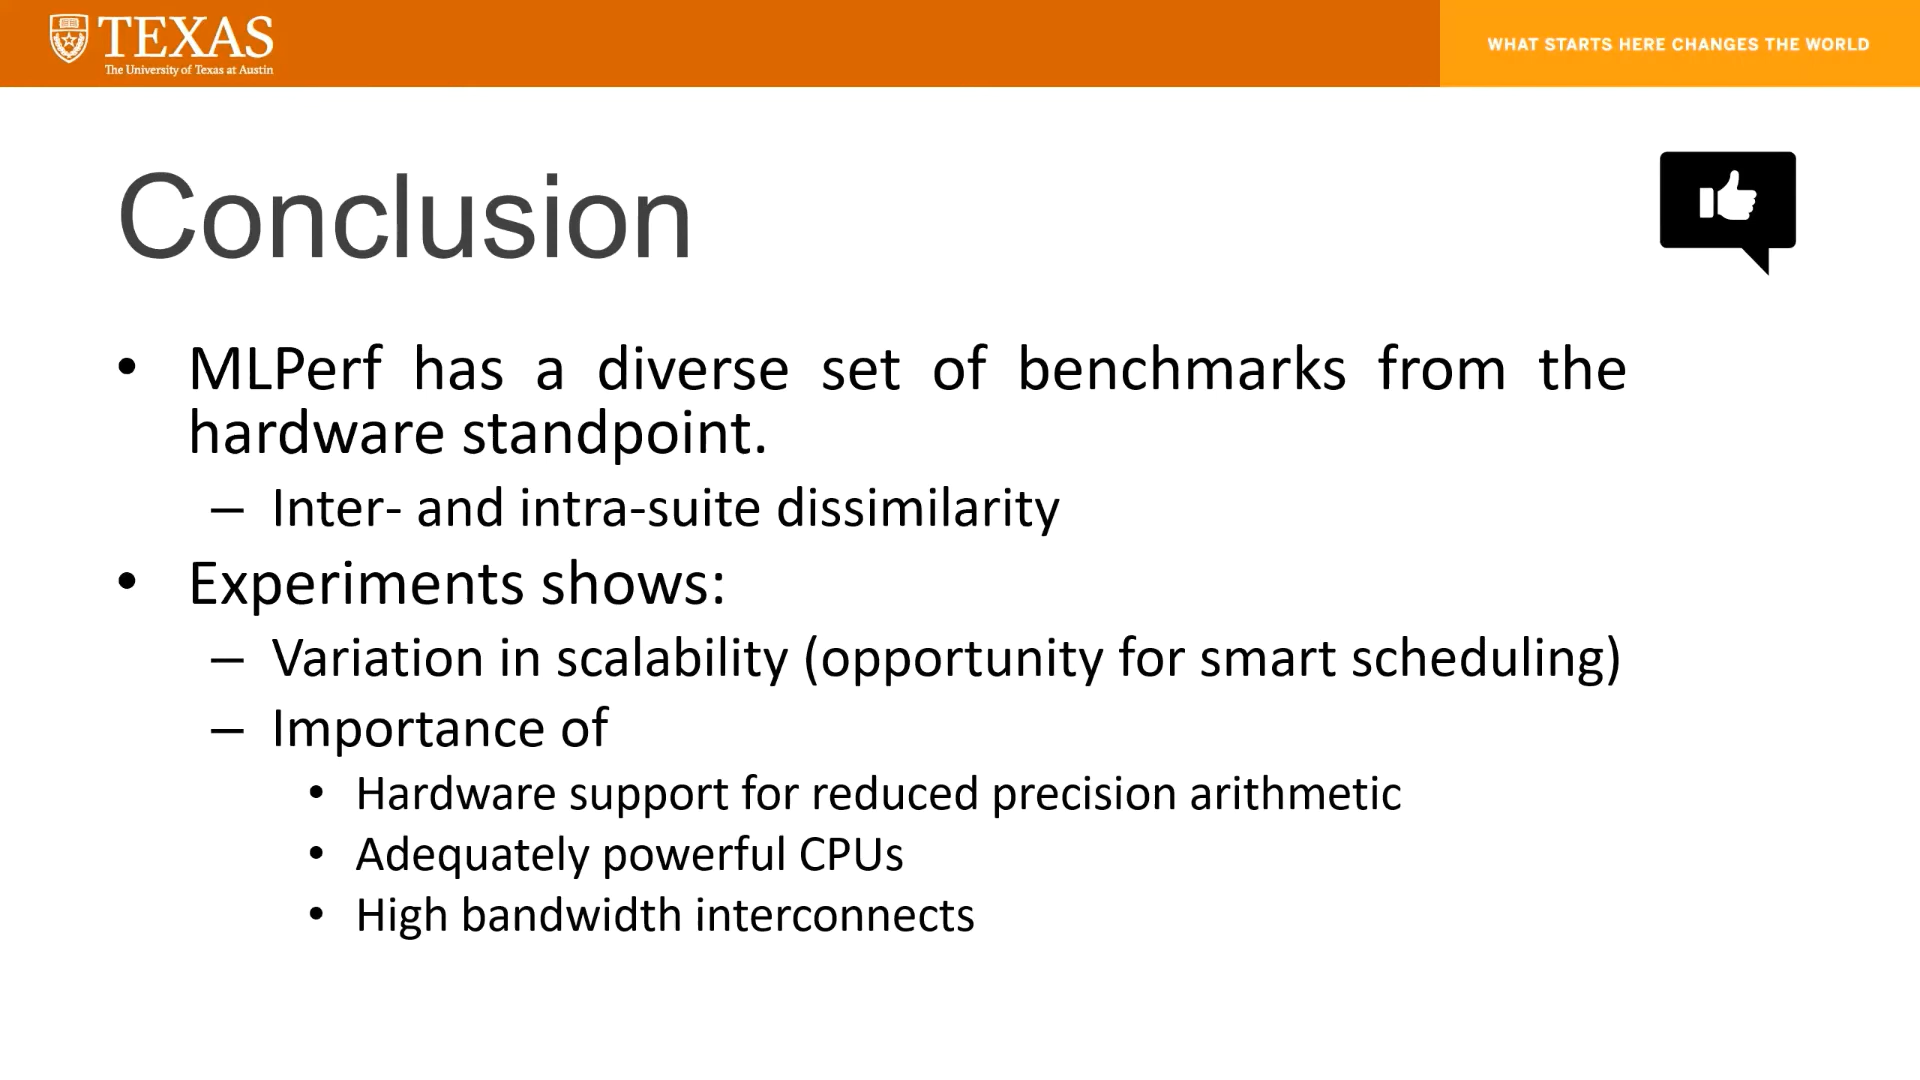 TEXAS
The University of Texas at Austin
WHAT STARTS HERE CHANGES THE WORLD
Conclusion
• MLPerf has a diverse set of benchmarks from the
hardware standpoint.
– Inter- and intra-suite dissimilarity
• Experiments shows:
– Variation in scalability (opportunity for smart scheduling)
– Importance of
• Hardware support for reduced precision arithmetic
• Adequately powerful CPUs
• High bandwidth interconnects